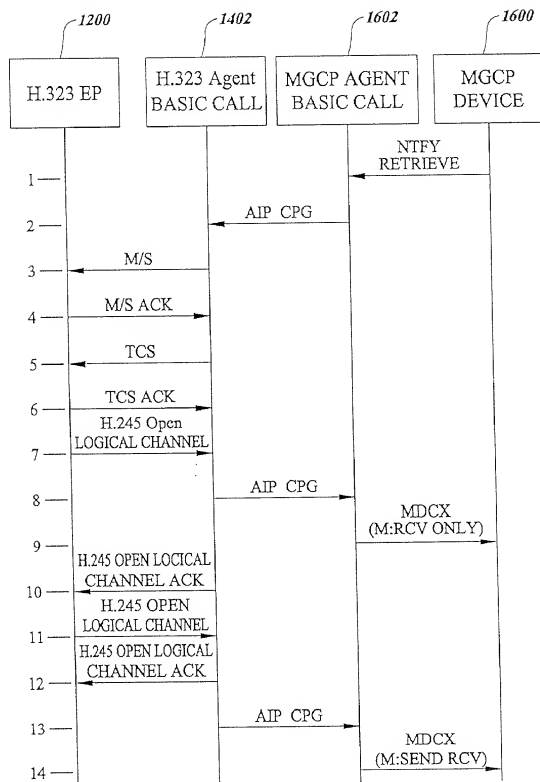 1200
1402
1602
1600
H.323 EP
H.323 Agent
BASIC CALL
MGCP AGENT
BASIC CALL
MGCP
DEVICE
NTFY
RETRIEVE
1
AIP CPG
2
M/S
3
M/S ACK
4
TCS
5
TCS ACK
6
H.245 Open
LOGICAL CHANNEL
7
AIP CPG
8
MDCX
(M:RCV ONLY)
9
H.245 OPEN LOCICAL
CHANNEL ACK
10
H.245 OPEN
LOGICAL CHANNEL
11
H.245 OPEN LOGICAL
CHANNEL ACK
12
AIP CPG
13
MDCX
(M:SEND RCV)
14